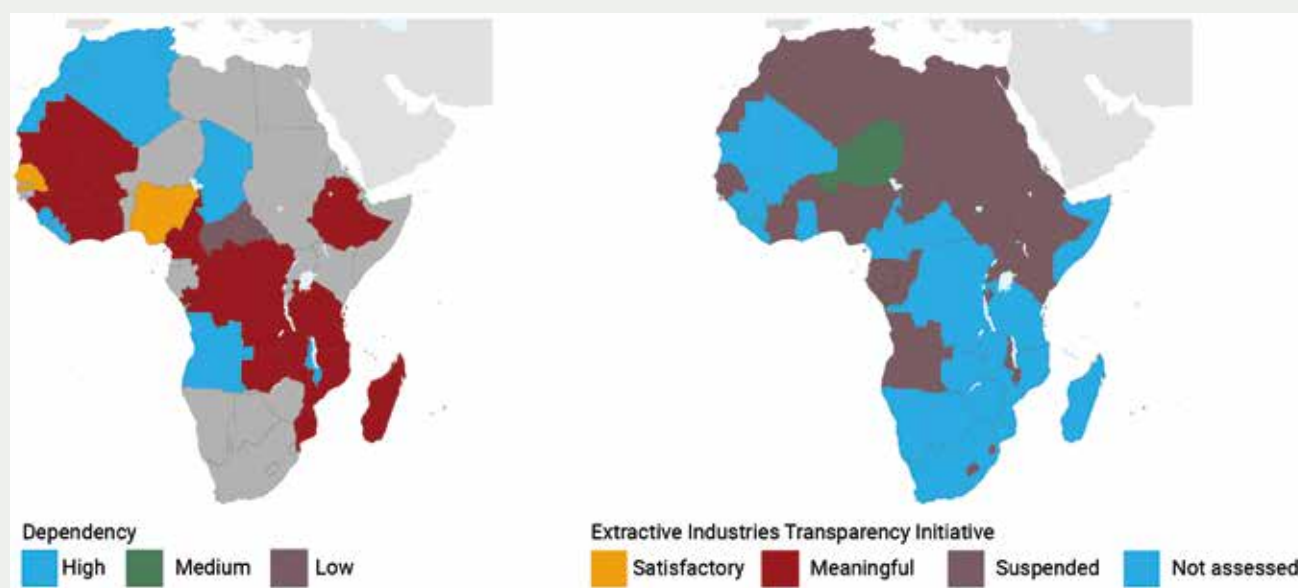 Dependency
High Medium Low
Extractive Industries Transparency Initiative
Satisfactory Meaningful Suspended Not assessed